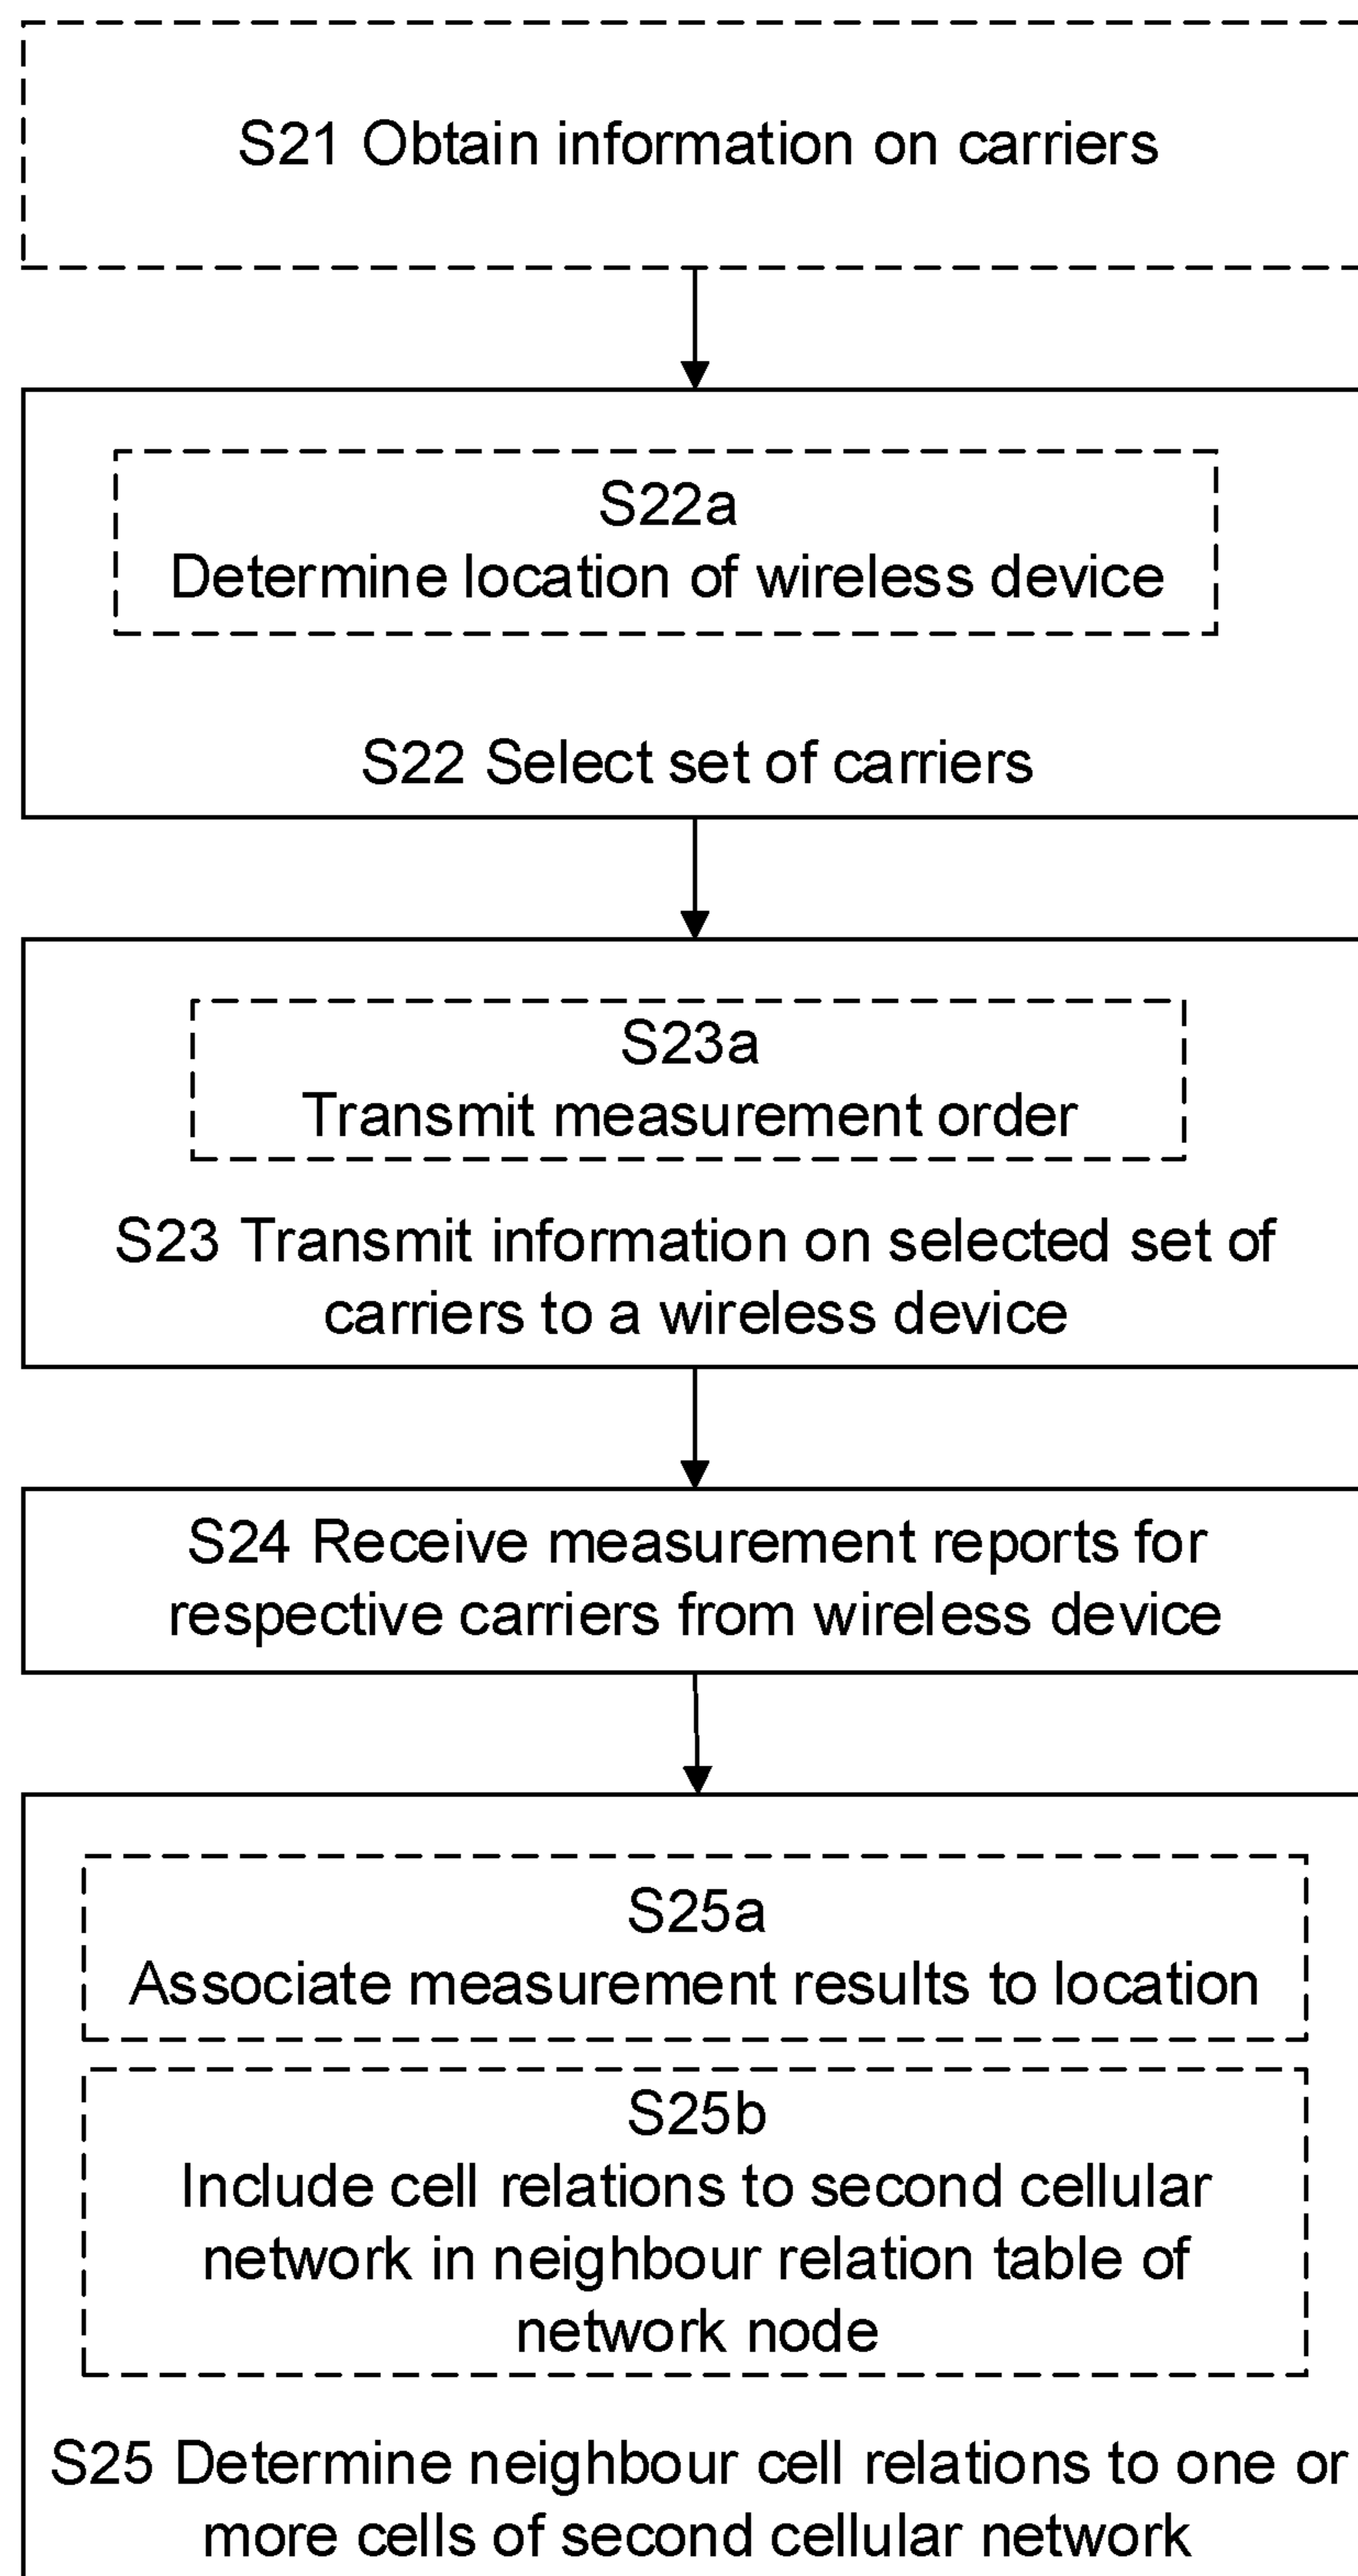 S21 Obtain information on carriers
S22a
Determine location of wireless device
S22 Select set of carriers
S23a
Transmit measurement order
S23 Transmit information on selected set of
carriers to a wireless device
S24 Receive measurement reports for
respective carriers from wireless device
S25a
Associate measurement results to location
S25b
Include cell relations to second cellular
network in neighbour relation table of
network node
S25 Determine neighbour cell relations to one or
more cells of second cellular network